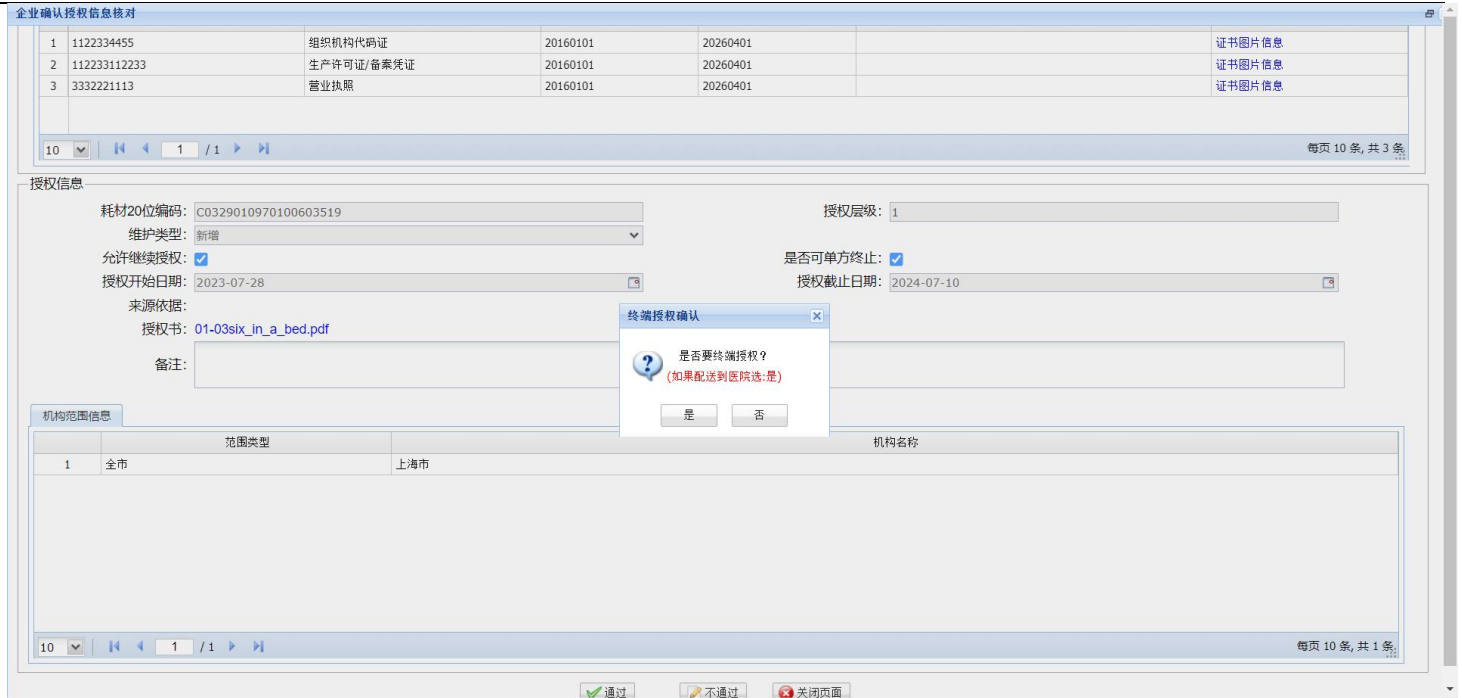 企业确认授权信息核对
1 1122334455 组织机构代码证 20160101 20260401 证书图片信息
2 112233112233 生产许可证/备案凭证 20160101 20260401 证书图片信息
3 3332221113 营业执照 20160101 20260401 证书图片信息
10 1 / 1 每页 10 条, 共 3 条
授权信息
耗材20位编码: C0329010970100603519 授权层级: 1
维护类型: 新增
允许继续授权: 是否可单方终止:
授权开始日期: 2023-07-28 授权截止日期: 2024-07-10
来源依据:
授权书: 01-03six_in_a_bed.pdf
备注:
终端授权确认
是否要终端授权?
(如果配送到医院选:是)
是 否
机构范围信息
范围类型 机构名称
1 全市 上海市
10 1 / 1 每页 10 条, 共 1 条
通过 不通过 关闭页面